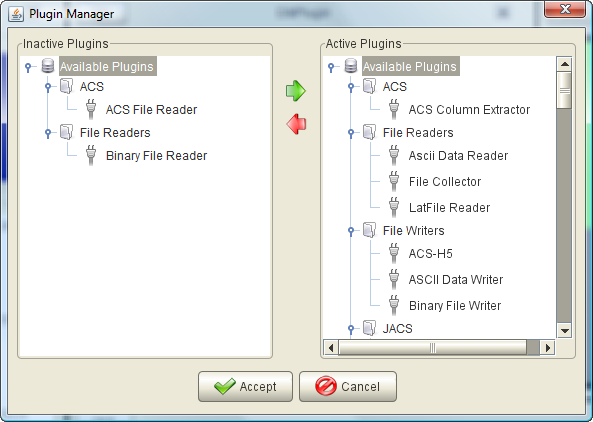 Plugin Manager
Inactive Plugins
Available Plugins
ACS
ACS File Reader
File Readers
Binary File Reader
Active Plugins
Available Plugins
ACS
ACS Column Extractor
File Readers
Ascii Data Reader
File Collector
LatFile Reader
File Writers
ACS-H5
ASCII Data Writer
Binary File Writer
JACS
Accept
Cancel